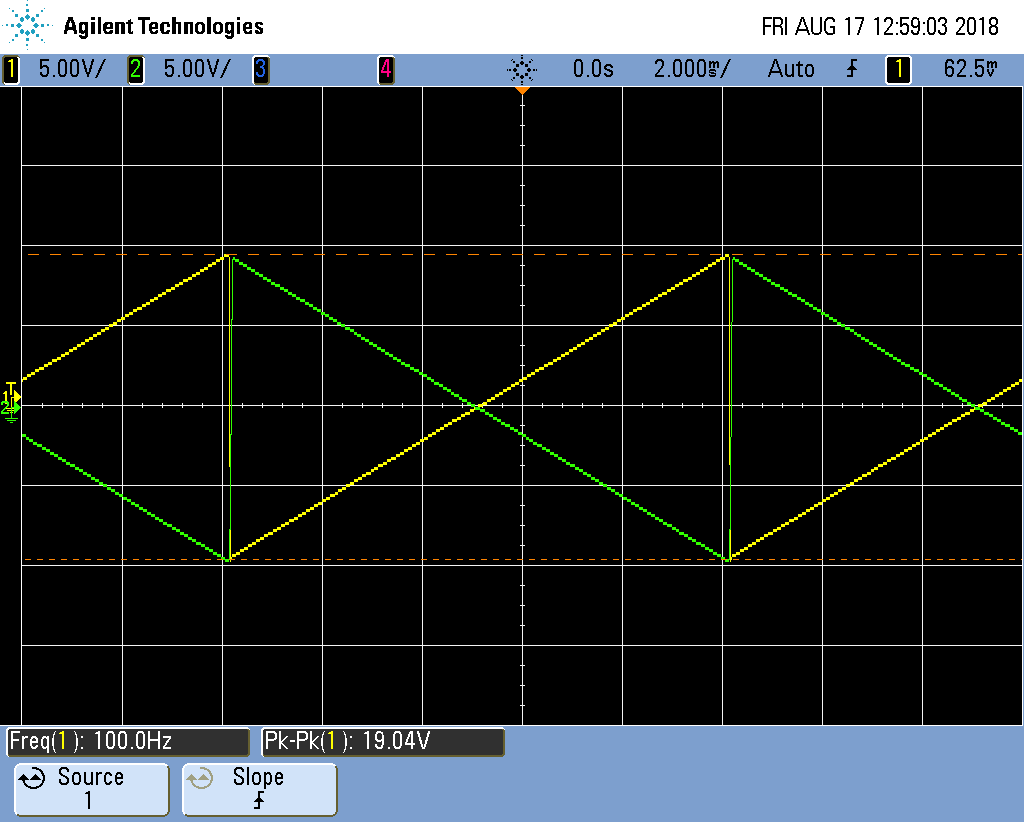 Agilent Technologies FRI AUG 17 12:59:03 2018
1 5.00V/ 2 5.00V/ 3 4 0.0s 2.000ms/ Auto 1 62.5mV
T
1
2
Freq(1): 100.0Hz Pk-Pk(1): 19.04V
Source Slope
1